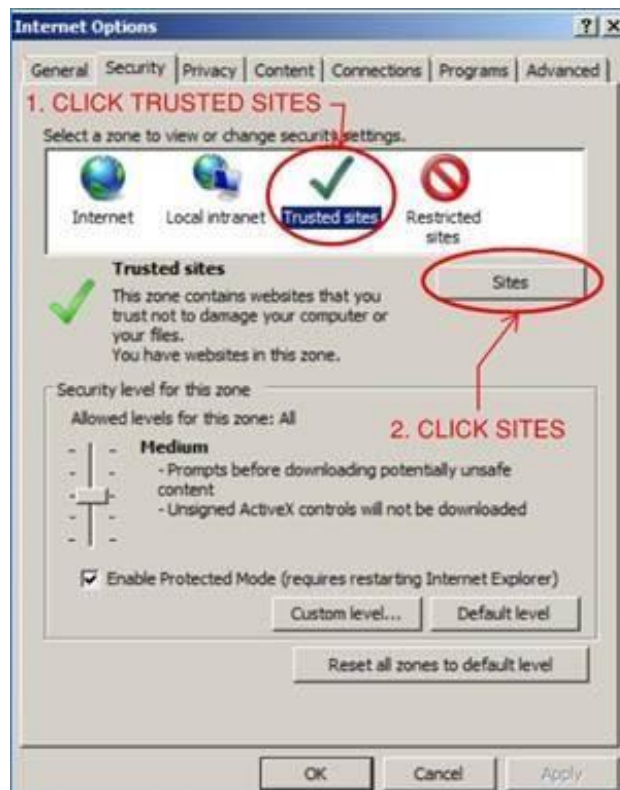 Internet Options
General Security Privacy Content Connections Programs Advanced
1. CLICK TRUSTED SITES
Select a zone to view or change security settings.
Internet Local intranet Trusted sites Restricted
sites
Trusted sites
Sites
This zone contains websites that you
trust not to damage your computer or
your files.
You have websites in this zone.
Security level for this zone
Allowed levels for this zone: All
2. CLICK SITES
Medium
- Prompts before downloading potentially unsafe
content
- Unsigned ActiveX controls will not be downloaded
Enable Protected Mode (requires restarting Internet Explorer)
Custom level... Default level
Reset all zones to default level
OK Cancel Apply